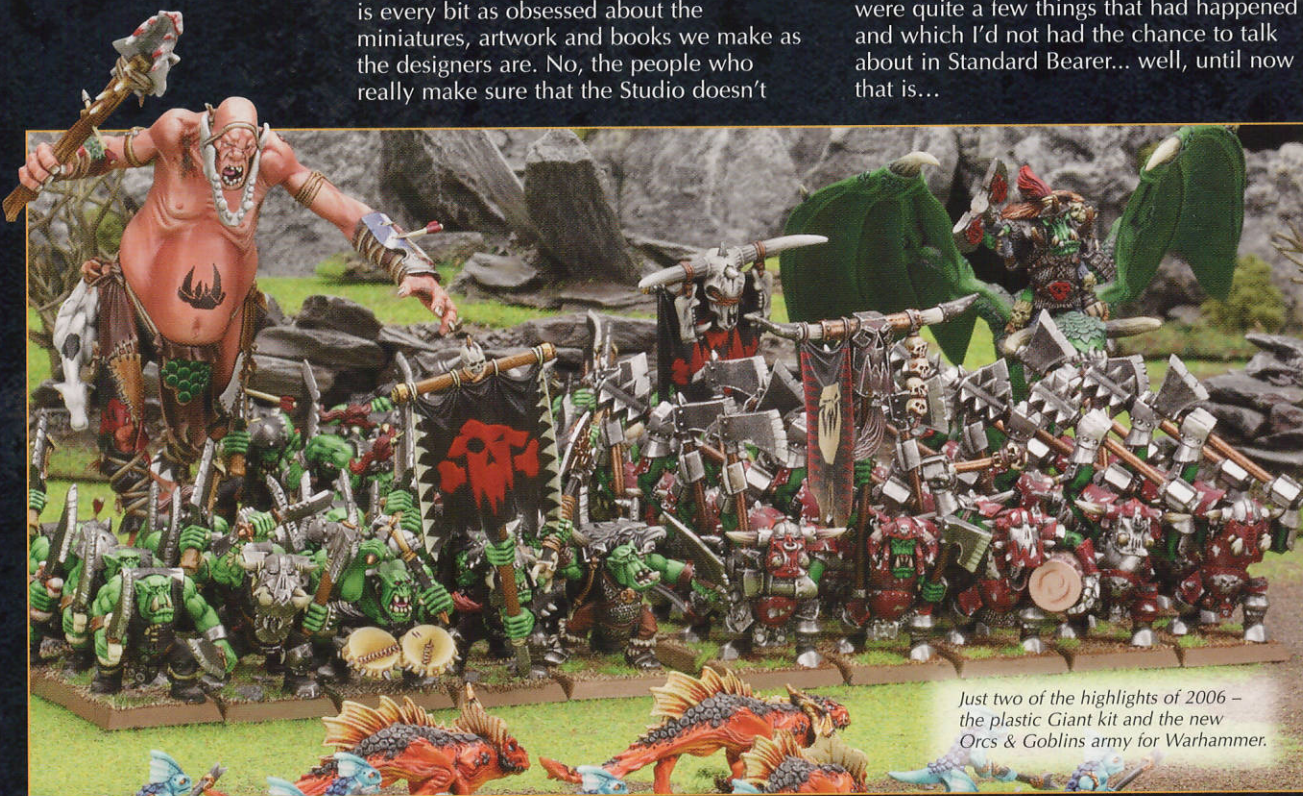 is every bit as obsessed about the
miniatures, artwork and books we make as
the designers are. No, the people who
really make sure that the Studio doesn't
were quite a few things that had happened
and which I'd not had the chance to talk
about in Standard Bearer... well, until now
that is...
Just two of the highlights of 2006 –
the plastic Giant kit and the new
Orcs & Goblins army for Warhammer.